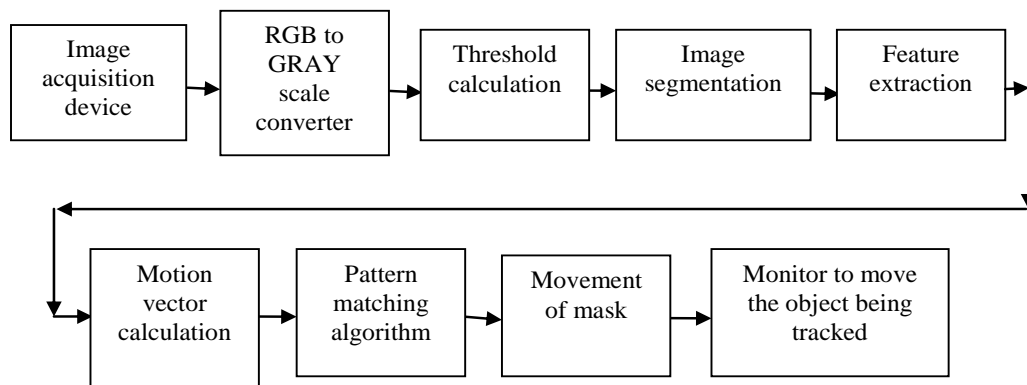 Image
acquisition
device
RGB to
GRAY
scale
converter
Threshold
calculation
Image
segmentation
Feature
extraction
Motion
vector
calculation
Pattern
matching
algorithm
Movement
of mask
Monitor to move
the object being
tracked